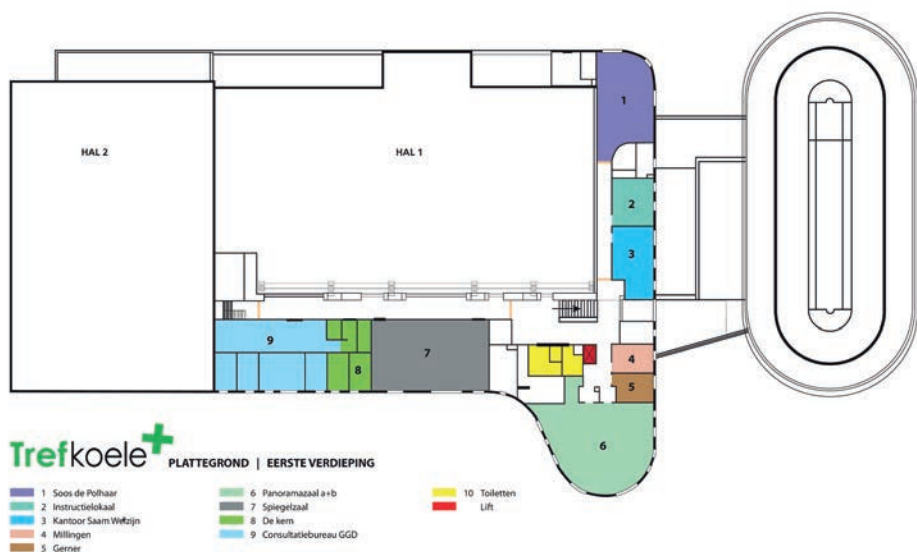 HAL 2
HAL 1
1
2
3
4
5
6
7
8
9
Trefkoele+
PLATTEGROND | EERSTE VERDIEPING
1 Soos de Polhaar
2 Instructielokaal
3 Kantoor Saam Welzijn
4 Millingen
5 Gerner
6 Panoramazaal a+b
7 Spiegelzaal
8 De kern
9 Consultatiebureau GGD
10 Toiletten
Lift